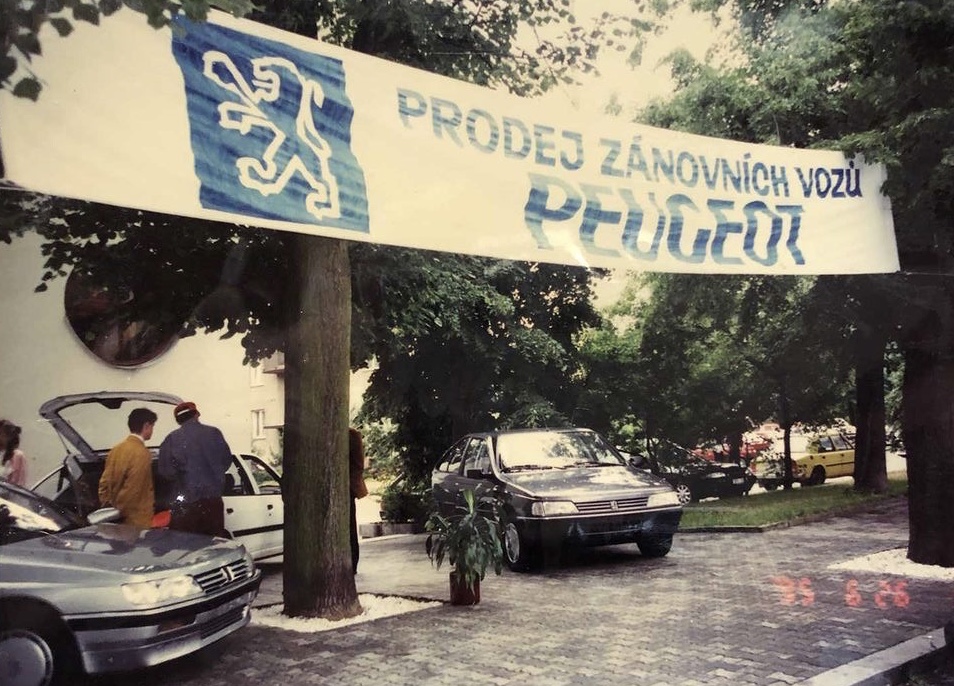 PRODEJ ZÁNOVNÍCH VOZŮ
PEUGEOT
'95 6 26